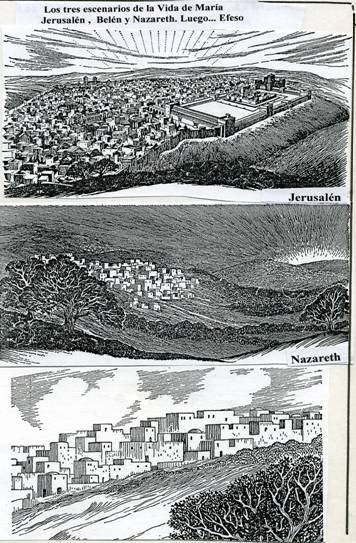 Los tres escenarios de la Vida de María
Jerusalén , Belén y Nazareth. Luego... Efeso
Jerusalén
Nazareth